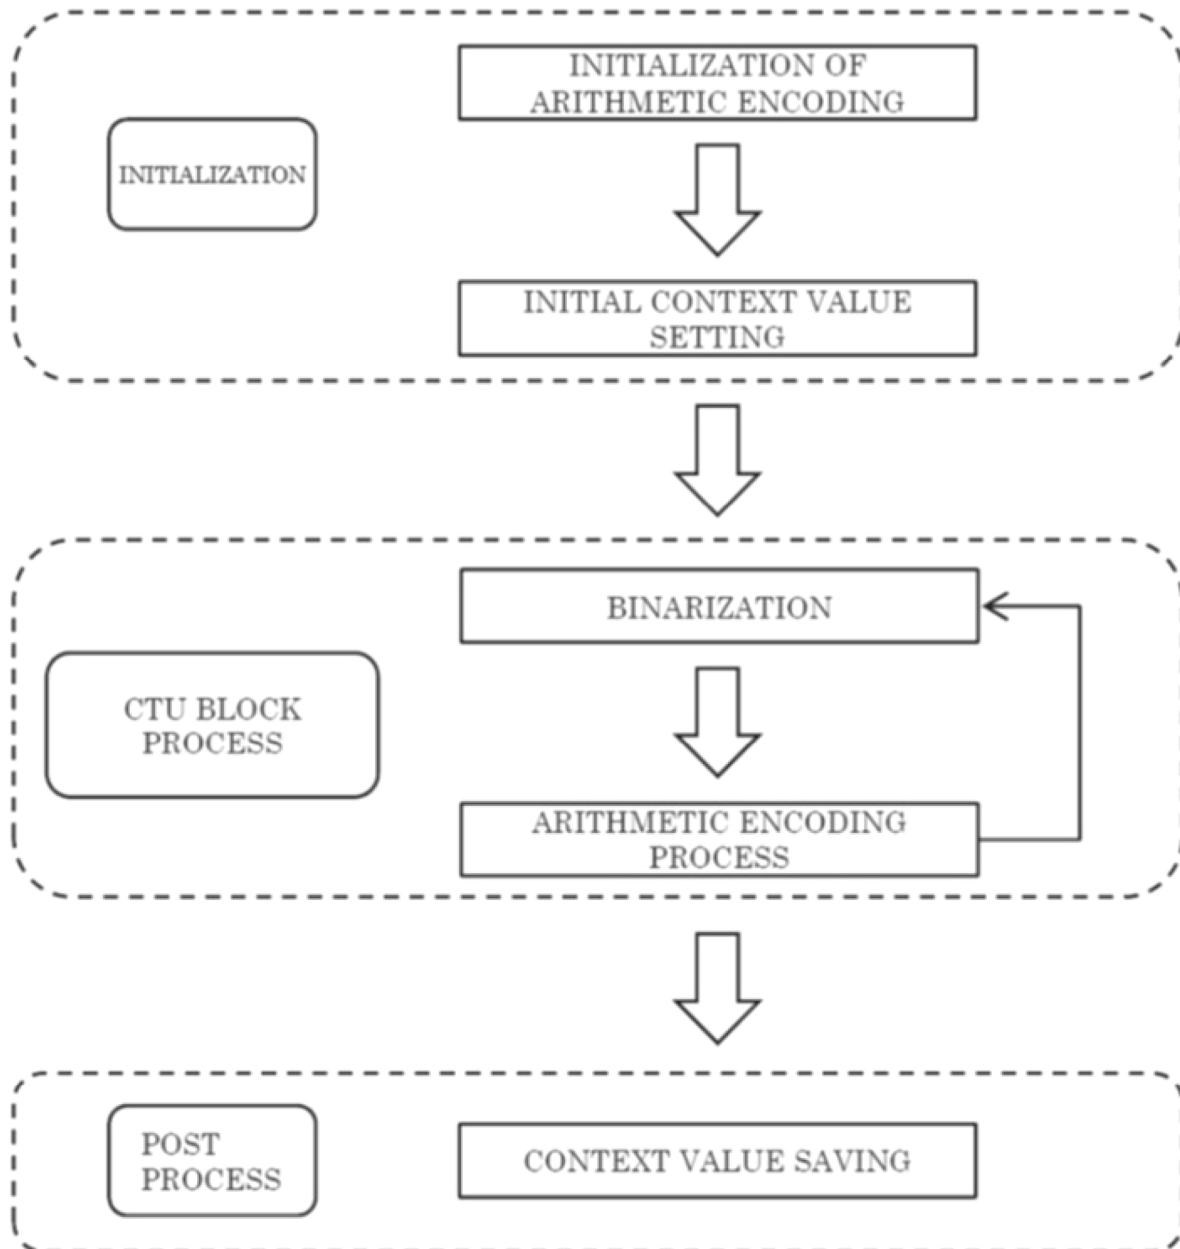 INITIALIZATION OF
ARITHMETIC ENCODING
INITIALIZATION
INITIAL CONTEXT VALUE
SETTING
BINARIZATION
CTU BLOCK
PROCESS
ARITHMETIC ENCODING
PROCESS
POST
PROCESS
CONTEXT VALUE SAVING